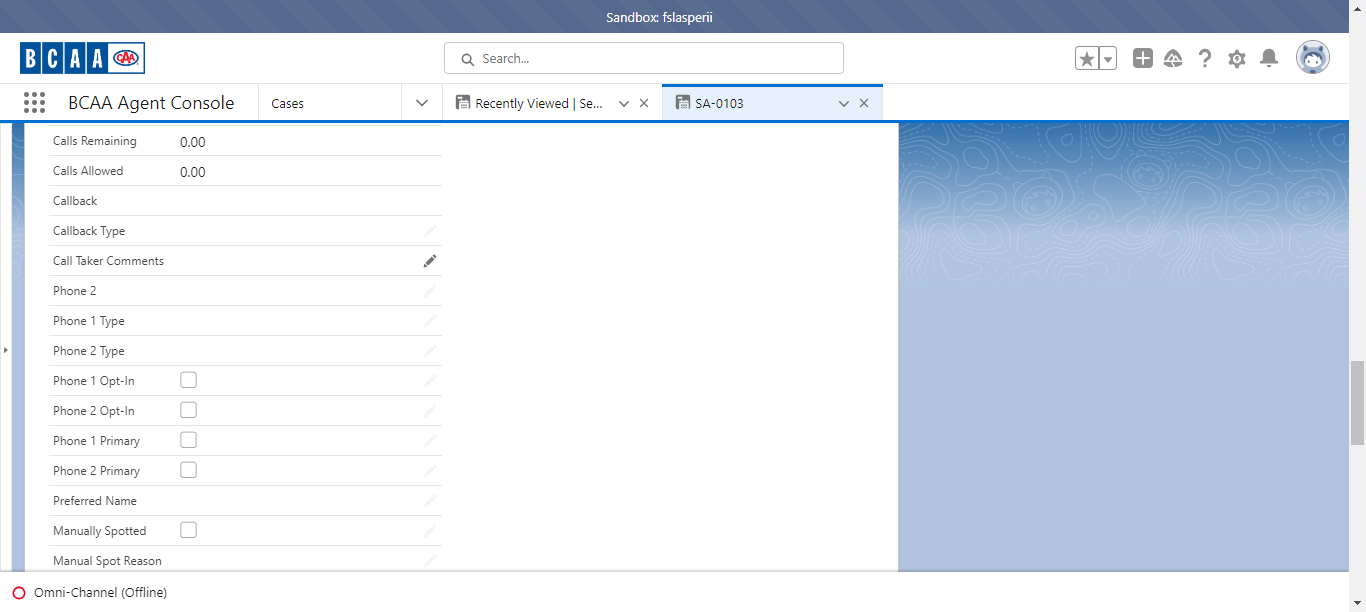 Sandbox: fslasperii
BCAA CAA
Search...
BCAA Agent Console
Cases
Recently Viewed | Se...
SA-0103
Calls Remaining 0.00
Calls Allowed 0.00
Callback
Callback Type
Call Taker Comments
Phone 2
Phone 1 Type
Phone 2 Type
Phone 1 Opt-In
Phone 2 Opt-In
Phone 1 Primary
Phone 2 Primary
Preferred Name
Manually Spotted
Manual Spot Reason
Omni-Channel (Offline)